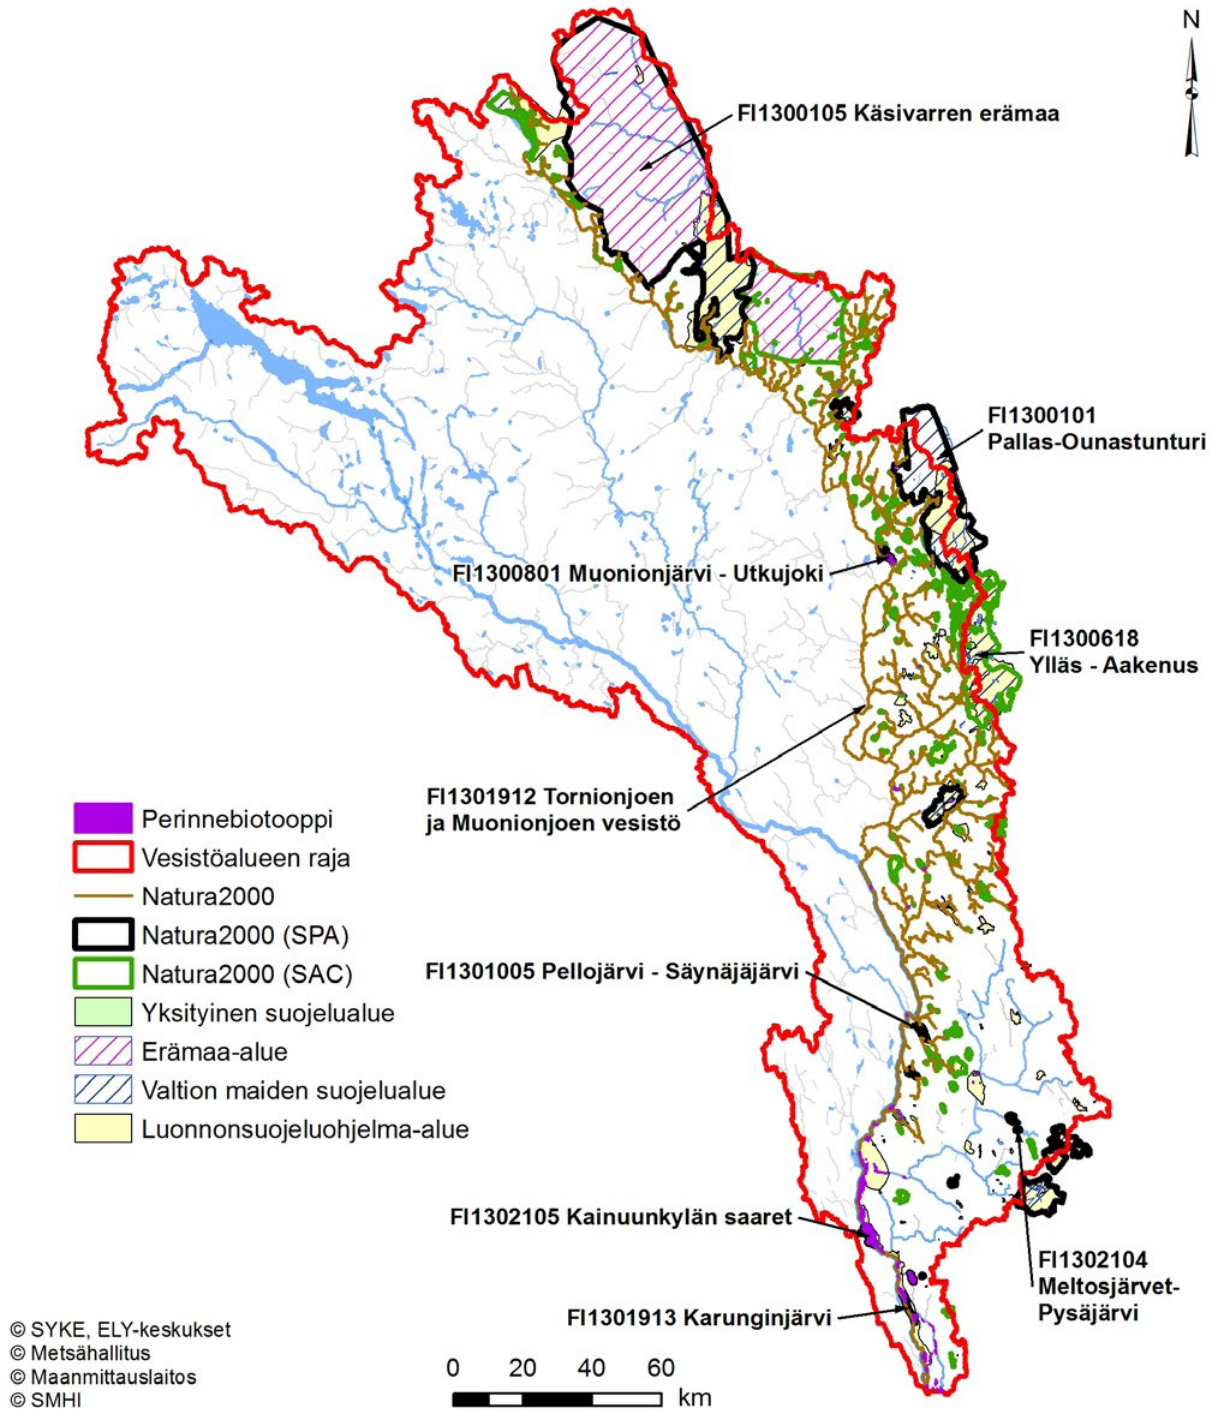 N
FI1300105 Käsivarren erämaa
FI1300101
Pallas-Ounastunturi
FI1300801 Muonionjärvi - Utkujoki
FI1300618
Ylläs - Aakenus
FI1301912 Tornionjoen
ja Muonionjoen vesistö
Perinnebiotooppi
Vesistöalueen raja
Natura2000
Natura2000 (SPA)
Natura2000 (SAC)
Yksityinen suojelualue
Erämaa-alue
Valtion maiden suojelualue
Luonnonsuojeluohjelma-alue
FI1301005 Pellojärvi - Säynäjäjärvi
FI1302105 Kainuunkylän saaret
FI1302104
Meltosjärvet-
Pysäjärvi
FI1301913 Karunginjärvi
© SYKE, ELY-keskukset
© Metsähallitus
© Maanmittauslaitos
© SMHI
0 20 40 60
km